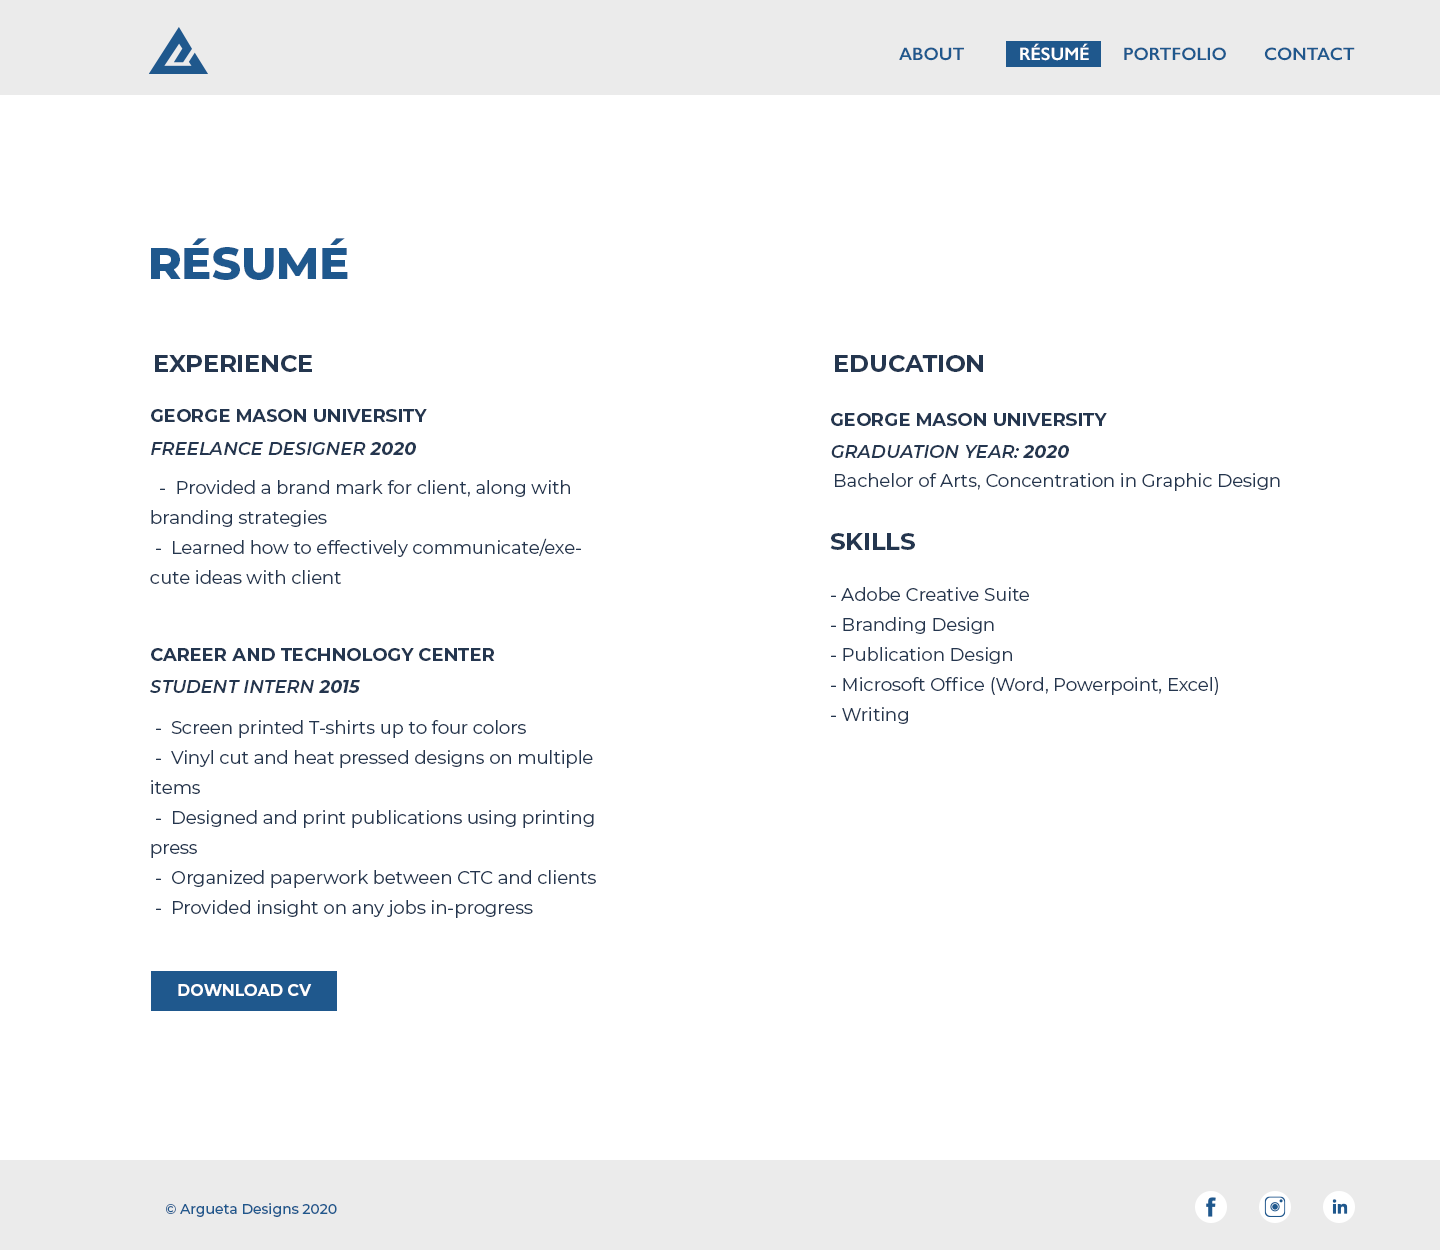 ABOUT RÉSUMÉ PORTFOLIO CONTACT
RÉSUMÉ
EXPERIENCE
GEORGE MASON UNIVERSITY
FREELANCE DESIGNER 2020
- Provided a brand mark for client, along with
branding strategies
- Learned how to effectively communicate/exe-
cute ideas with client
CAREER AND TECHNOLOGY CENTER
STUDENT INTERN 2015
- Screen printed T-shirts up to four colors
- Vinyl cut and heat pressed designs on multiple
items
- Designed and print publications using printing
press
- Organized paperwork between CTC and clients
- Provided insight on any jobs in-progress
DOWNLOAD CV
EDUCATION
GEORGE MASON UNIVERSITY
GRADUATION YEAR: 2020
Bachelor of Arts, Concentration in Graphic Design
SKILLS
- Adobe Creative Suite
- Branding Design
- Publication Design
- Microsoft Office (Word, Powerpoint, Excel)
- Writing
© Argueta Designs 2020
f in